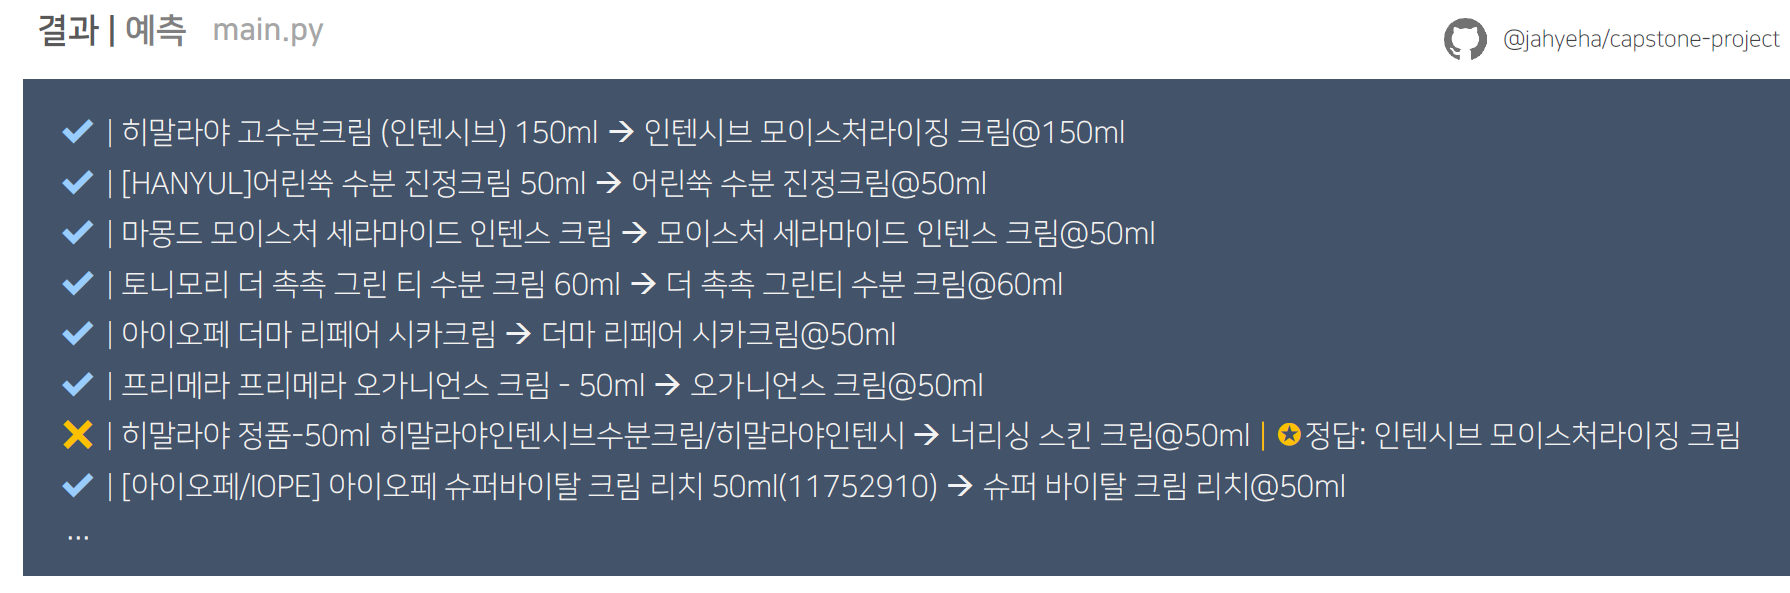 결과 | 예측 main.py
@jahyeha/capstone-project
✔ | 히말라야 고수분크림 (인텐시브) 150ml → 인텐시브 모이스처라이징 크림@150ml
✔ | [HANYUL]어린쑥 수분 진정크림 50ml → 어린쑥 수분 진정크림@50ml
✔ | 마몽드 모이스처 세라마이드 인텐스 크림 → 모이스처 세라마이드 인텐스 크림@50ml
✔ | 토니모리 더 촉촉 그린 티 수분 크림 60ml → 더 촉촉 그린티 수분 크림@60ml
✔ | 아이오페 더마 리페어 시카크림 → 더마 리페어 시카크림@50ml
✔ | 프리메라 프리메라 오가니언스 크림 - 50ml → 오가니언스 크림@50ml
✖ | 히말라야 정품-50ml 히말라야인텐시브수분크림/히말라야인텐시 → 너리싱 스킨 크림@50ml | ✪정답: 인텐시브 모이스처라이징 크림
✔ | [아이오페/IOPE] 아이오페 슈퍼바이탈 크림 리치 50ml(11752910) → 슈퍼 바이탈 크림 리치@50ml
...